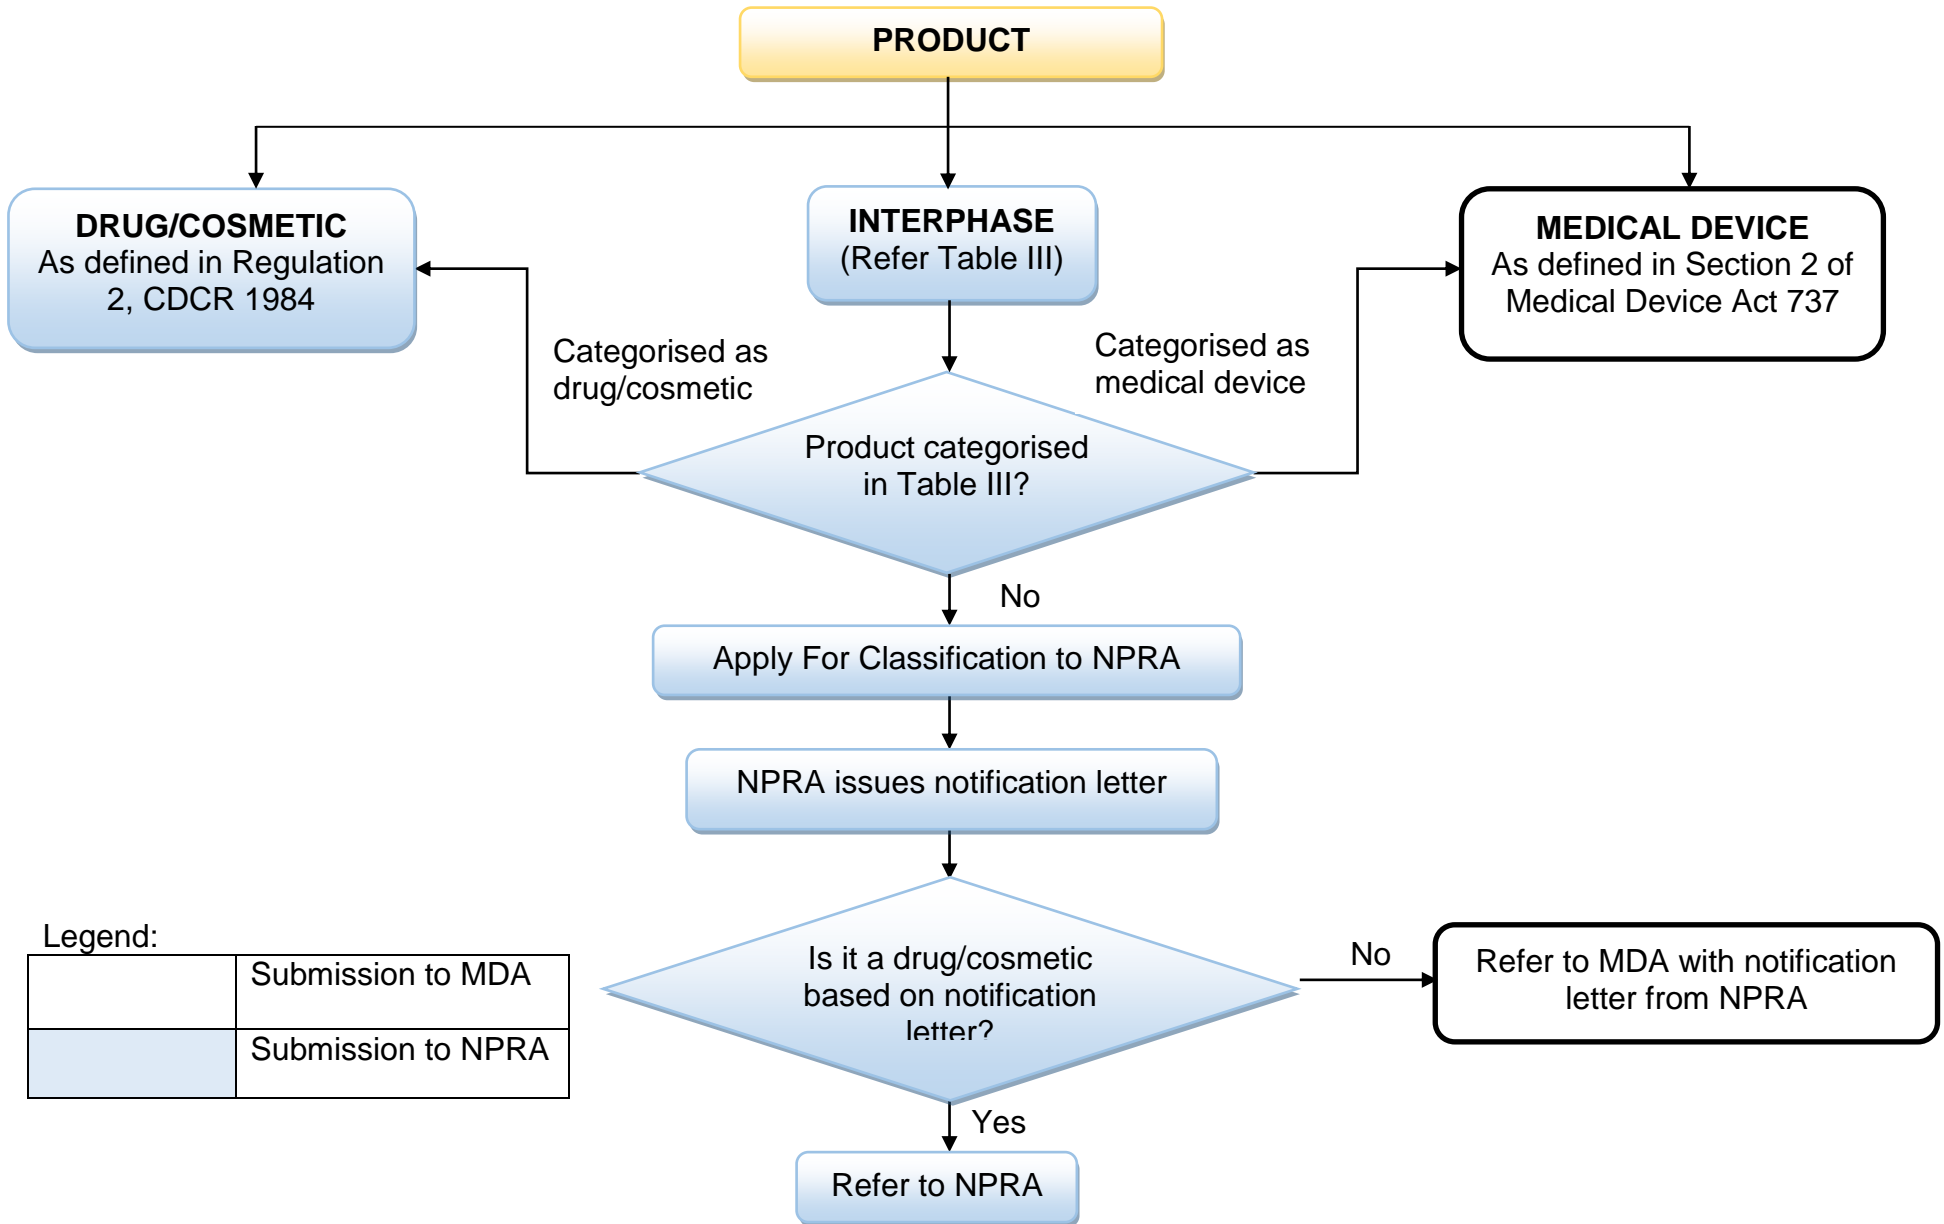 PRODUCT
DRUG/COSMETIC
As defined in Regulation
2, CDCR 1984
INTERPHASE
(Refer Table III)
MEDICAL DEVICE
As defined in Section 2 of
Medical Device Act 737
Categorised as
drug/cosmetic
Categorised as
medical device
Product categorised
in Table III?
No
Apply For Classification to NPRA
NPRA issues notification letter
Is it a drug/cosmetic
based on notification
letter?
No
Refer to MDA with notification
letter from NPRA
Yes
Refer to NPRA
Legend:
Submission to MDA
Submission to NPRA